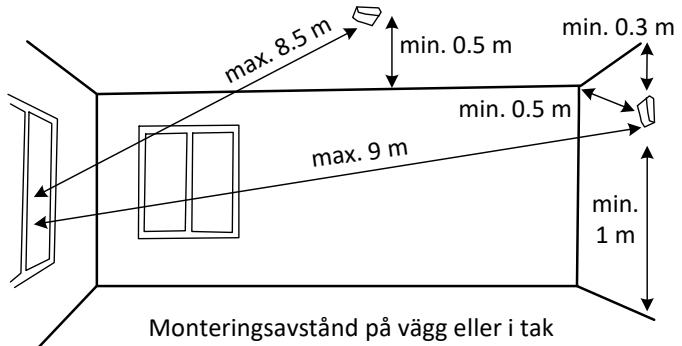 max. 8.5 m
min. 0.5 m
min. 0.3 m
min. 0.5 m
max. 9 m
min.
1 m
Monteringsavstånd på vägg eller i tak